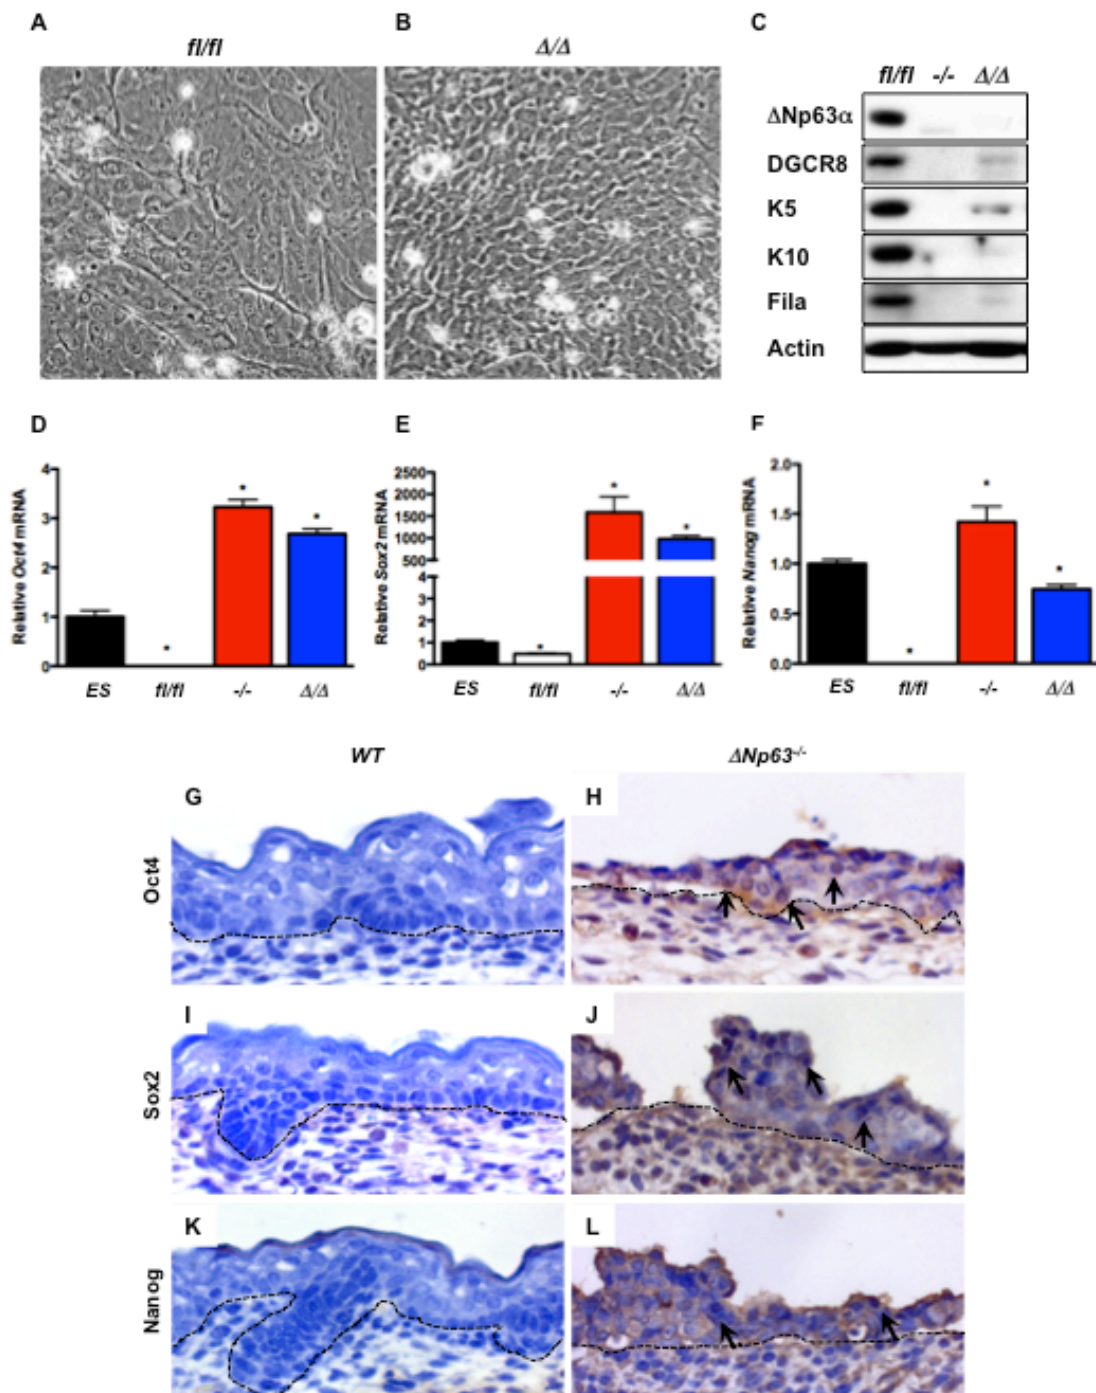 A
fl/fl
B
Δ/Δ
C
fl/fl -/- Δ/Δ
ΔNp63α
DGCR8
K5
K10
Fila
Actin
D
Relative Oct4 mRNA
4
3
2
1
0
*
*
*
ES fl/fl -/- Δ/Δ
E
Relative Sox2 mRNA
2500
2000
1500
1000
500
4
3
2
1
0
*
*
*
ES fl/fl -/- Δ/Δ
F
Relative Nanog mRNA
2.0
1.5
1.0
0.5
0.0
*
*
*
ES fl/fl -/- Δ/Δ
WT
ΔNp63-/-
Oct4
G
H
Sox2
I
J
Nanog
K
L